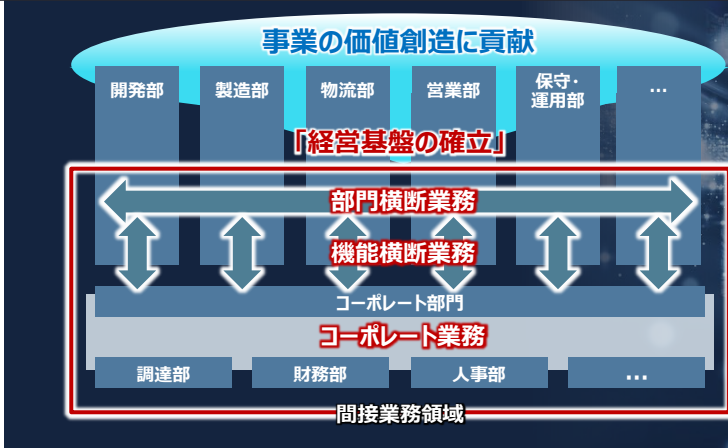 事業の価値創造に貢献
開発部
製造部
物流部
営業部
保守・
運用部
…
「経営基盤の確立」
部門横断業務
機能横断業務
コーポレート部門
コーポレート業務
調達部
財務部
人事部
…
間接業務領域